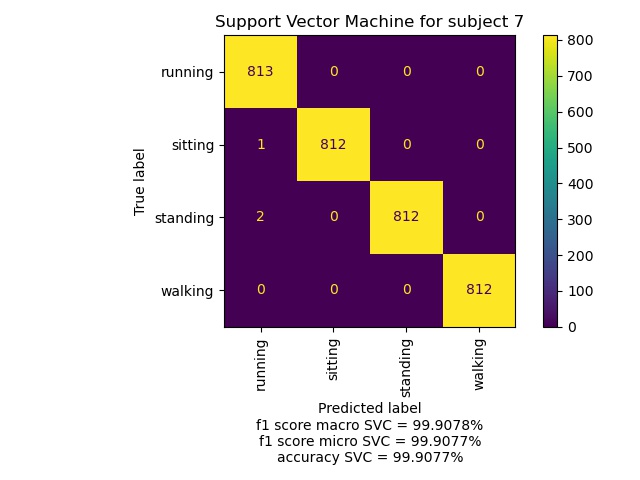 Support Vector Machine for subject 7
running 813 0 0 0
sitting 1 812 0 0
standing 2 0 812 0
walking 0 0 0 812
True label
running sitting standing walking
Predicted label
800
700
600
500
400
300
200
100
0
f1 score macro SVC = 99.9078%
f1 score micro SVC = 99.9077%
accuracy SVC = 99.9077%